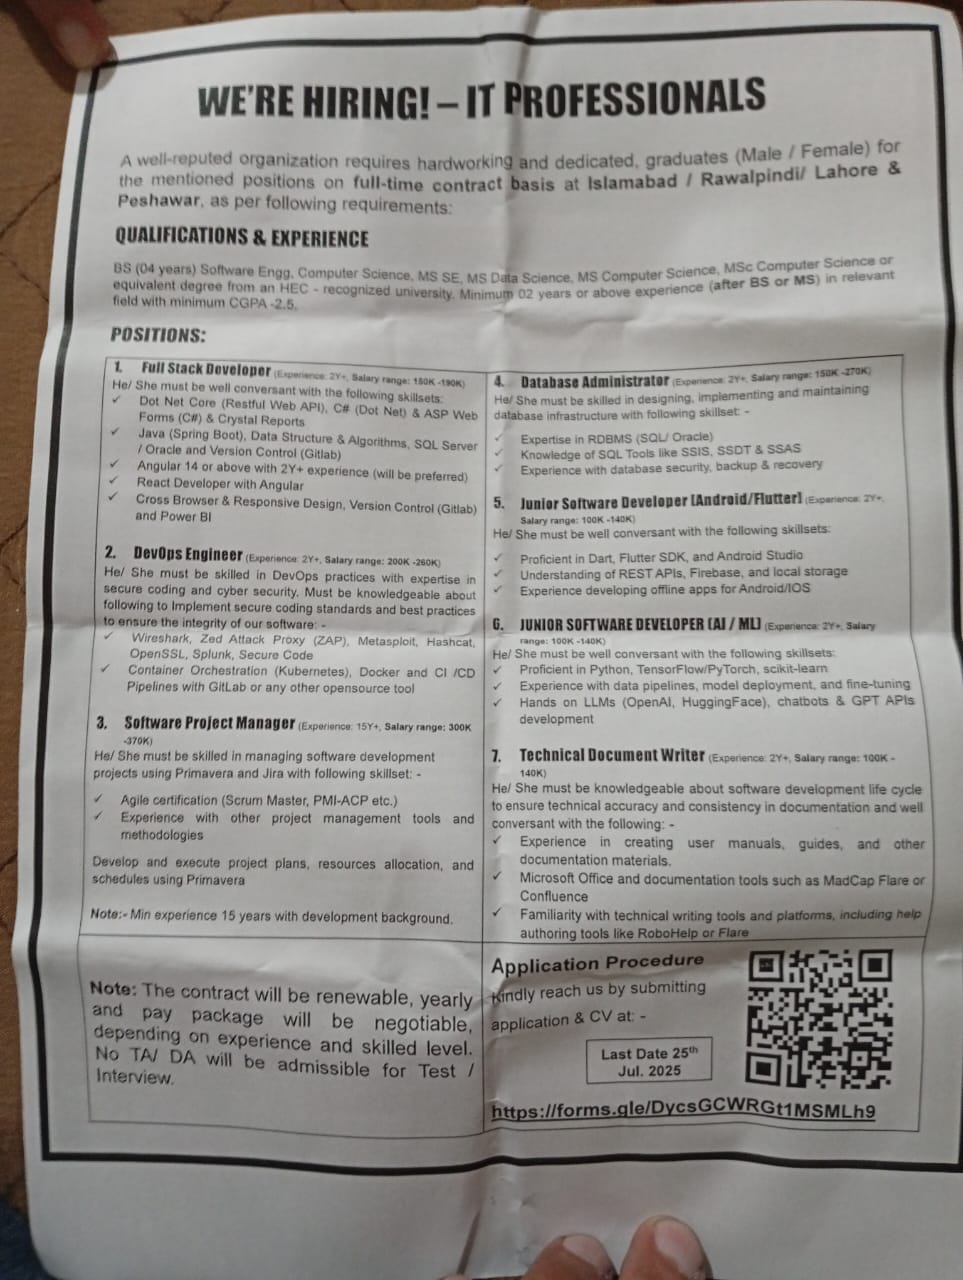 WE'RE HIRING! – IT PROFESSIONALS
A well-reputed organization requires hardworking and dedicated, graduates (Male / Female) for
the mentioned positions on full-time contract basis at Islamabad / Rawalpindi/ Lahore &
Peshawar, as per following requirements:
QUALIFICATIONS & EXPERIENCE
BS (04 years) Software Engg, Computer Science, MS SE, MS Data Science, MS Computer Science, MSc Computer Science or
equivalent degree from an HEC - recognized university. Minimum 02 years or above experience (after BS or MS) in relevant
field with minimum CGPA -2.5.
POSITIONS:
1. Full Stack Developer (Experience: 2Y+, Salary range: 150K -190K)
He/ She must be well conversant with the following skillsets:
✓ Dot Net Core (Restful Web API), C# (Dot Net) & ASP Web
Forms (C#) & Crystal Reports
✓ Java (Spring Boot), Data Structure & Algorithms, SQL Server
/ Oracle and Version Control (Gitlab)
✓ Angular 14 or above with 2Y+ experience (will be preferred)
✓ React Developer with Angular
✓ Cross Browser & Responsive Design, Version Control (Gitlab)
and Power BI
2. DevOps Engineer (Experience: 2Y+, Salary range: 200K -260K)
He/ She must be skilled in DevOps practices with expertise in
secure coding and cyber security. Must be knowledgeable about
following to Implement secure coding standards and best practices
to ensure the integrity of our software: -
✓ Wireshark, Zed Attack Proxy (ZAP), Metasploit, Hashcat,
OpenSSL, Splunk, Secure Code
✓ Container Orchestration (Kubernetes), Docker and CI /CD
Pipelines with GitLab or any other opensource tool
3. Software Project Manager (Experience: 15Y+, Salary range: 300K
-370K)
He/ She must be skilled in managing software development
projects using Primavera and Jira with following skillset: -
✓ Agile certification (Scrum Master, PMI-ACP etc.)
✓ Experience with other project management tools and
methodologies
Develop and execute project plans, resources allocation, and
schedules using Primavera
Note:- Min experience 15 years with development background.
4. Database Administrator (Experience: 2Y+, Salary range: 150K -270K)
He/ She must be skilled in designing, implementing and maintaining
database infrastructure with following skillset: -
✓ Expertise in RDBMS (SQL/ Oracle)
✓ Knowledge of SQL Tools like SSIS, SSDT & SSAS
✓ Experience with database security, backup & recovery
5. Junior Software Developer [Android/Flutter] (Experience: 2Y+,
Salary range: 100K -140K)
He/ She must be well conversant with the following skillsets:
✓ Proficient in Dart, Flutter SDK, and Android Studio
✓ Understanding of REST APIs, Firebase, and local storage
✓ Experience developing offline apps for Android/IOS
6. JUNIOR SOFTWARE DEVELOPER [AI / ML] (Experience: 2Y+, Salary
range: 100K -140K)
He/ She must be well conversant with the following skillsets:
✓ Proficient in Python, TensorFlow/PyTorch, scikit-learn
✓ Experience with data pipelines, model deployment, and fine-tuning
✓ Hands on LLMs (OpenAI, HuggingFace), chatbots & GPT APIs
development
7. Technical Document Writer (Experience: 2Y+, Salary range: 100K -
140K)
He/ She must be knowledgeable about software development life cycle
to ensure technical accuracy and consistency in documentation and well
conversant with the following: -
✓ Experience in creating user manuals, guides, and other
documentation materials.
✓ Microsoft Office and documentation tools such as MadCap Flare or
Confluence
✓ Familiarity with technical writing tools and platforms, including help
authoring tools like RoboHelp or Flare
Note: The contract will be renewable, yearly
and pay package will be negotiable,
depending on experience and skilled level.
No TA/ DA will be admissible for Test /
Interview.
Application Procedure
Kindly reach us by submitting
application & CV at: -
Last Date 25th
Jul. 2025
https://forms.gle/DycsGCWRGt1MSMLh9